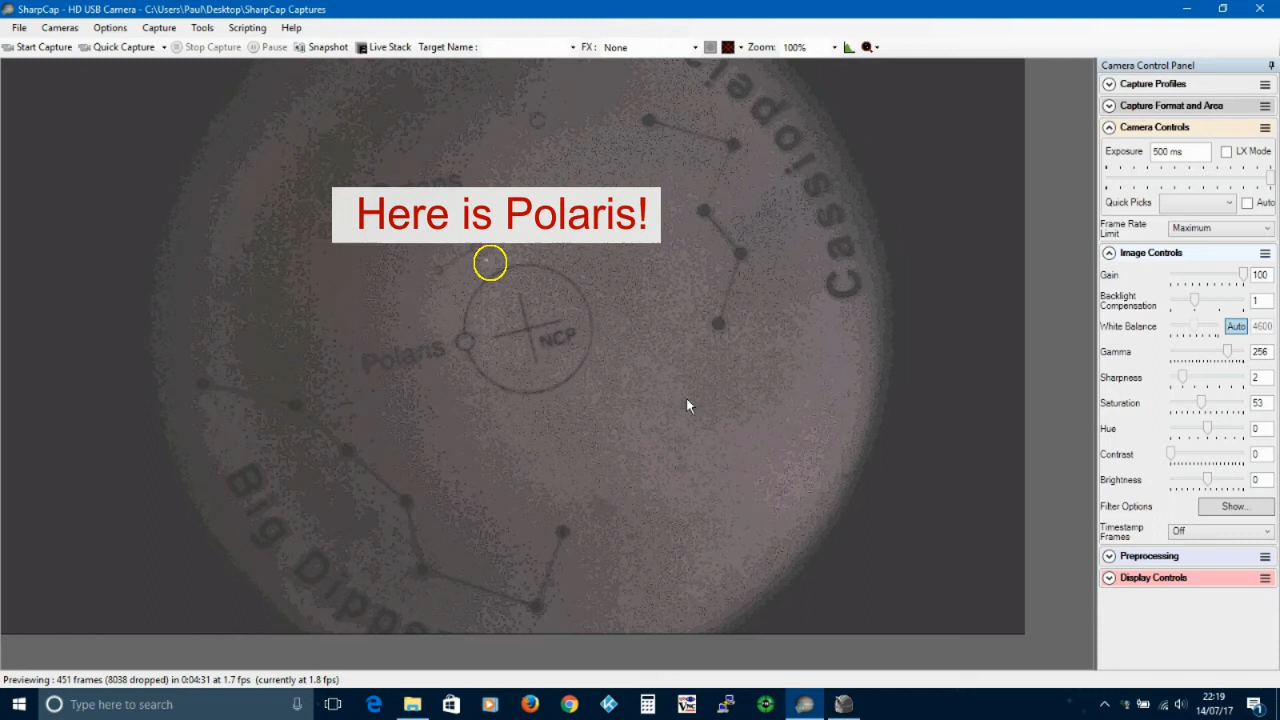 SharpCap - HD USB Camera - C:\Users\Paul\Desktop\SharpCap Captures
File Cameras Options Capture Tools Scripting Help
Start Capture Quick Capture Stop Capture Pause Snapshot Live Stack Target Name : FX : None Zoom: 100%
Camera Control Panel
Capture Profiles
Capture Format and Area
Camera Controls
Exposure 500 ms LX Mode
Quick Picks Auto
Frame Rate Limit Maximum
Image Controls
Gain 100
Backlight Compensation 1
White Balance Auto 4600
Gamma 256
Sharpness 2
Saturation 53
Hue 0
Contrast 0
Brightness 0
Filter Options Show...
Timestamp Frames Off
Preprocessing
Display Controls
Cassiopei
Here is Polaris!
Polaris
NCP
Big Dipper
Previewing : 451 frames (8038 dropped) in 0:04:31 at 1.7 fps (currently at 1.8 fps)
Type here to search
22:19
14/07/17